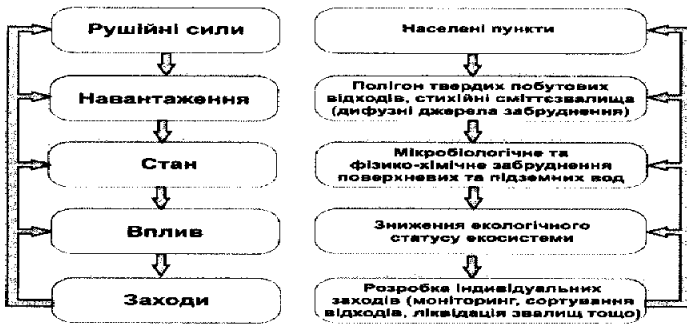 Рушійні сили
Навантаження
Стан
Вплив
Заходи
Населені пункти
Полігон твердих побутових
відходів, стихійні сміттєзвалища
(дифузні джерела забруднення)
Мікробіологічне та
фізико-хімічне забруднення
поверхневих та підземних вод
Зниження екологічного
статусу екосистеми
Розробка індивідуальних
заходів (моніторинг, сортування
відходів, ліквідація звалищ тощо)